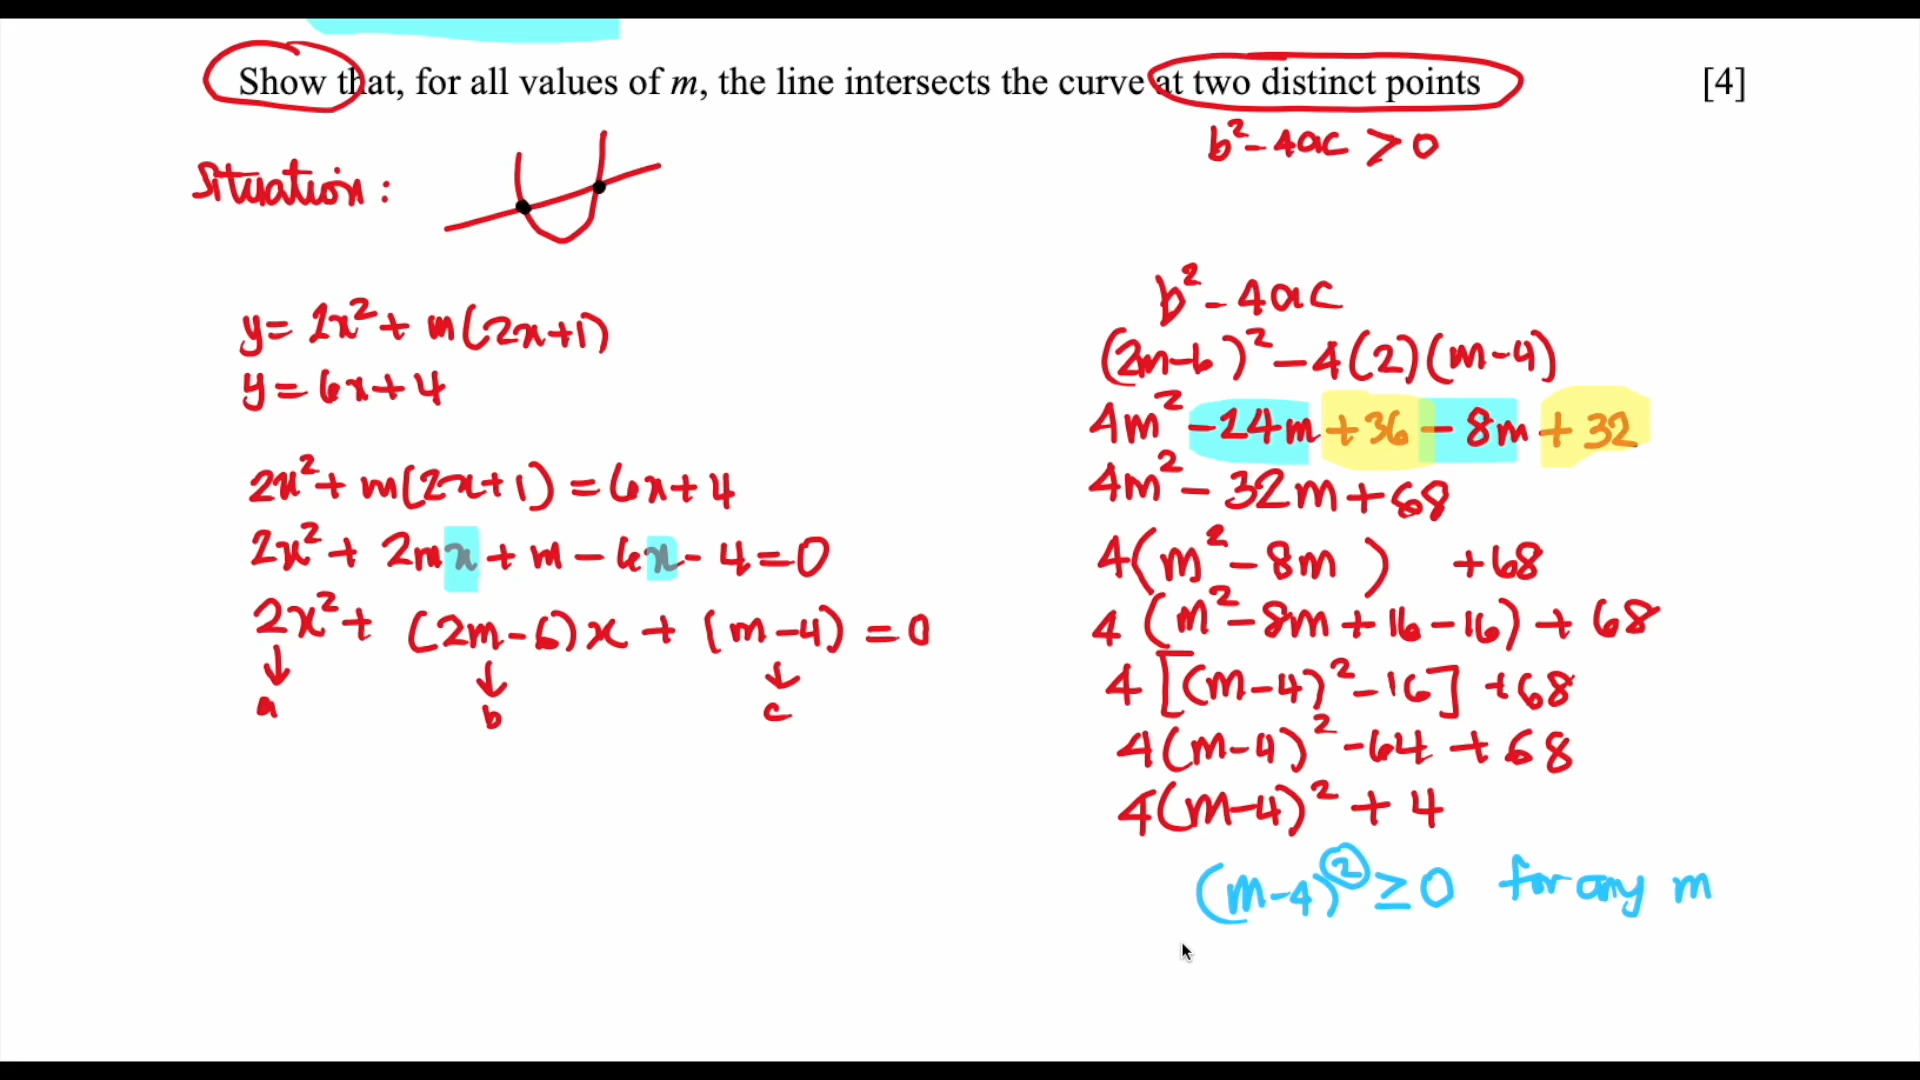 Show that, for all values of m, the line intersects the curve at two distinct points [4]
b² - 4ac > 0
Situation :
y = 2x² + m(2x+1)
y = 6x + 4
2x² + m(2x+1) = 6x + 4
2x² + 2mx + m - 6x - 4 = 0
2x² + (2m - 6)x + (m - 4) = 0
a b c
b² - 4ac
(2m-6)² - 4(2)(m-4)
4m² - 24m + 36 - 8m + 32
4m² - 32m + 68
4(m² - 8m ) + 68
4(m² - 8m + 16 - 16) + 68
4[(m-4)² - 16] + 68
4(m-4)² - 64 + 68
4(m-4)² + 4
(m-4)² ≥ 0 for any m